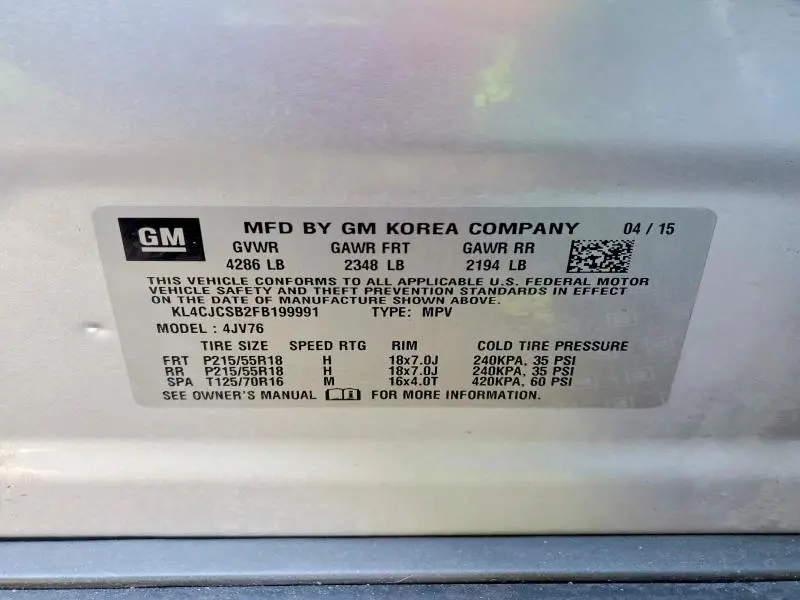 GM MFD BY GM KOREA COMPANY 04 / 15
GVWR GAWR FRT GAWR RR
4286 LB 2348 LB 2194 LB
THIS VEHICLE CONFORMS TO ALL APPLICABLE U.S. FEDERAL MOTOR
VEHICLE SAFETY AND THEFT PREVENTION STANDARDS IN EFFECT
ON THE DATE OF MANUFACTURE SHOWN ABOVE.
KL4CJCSB2FB199991 TYPE: MPV
MODEL : 4JV76
TIRE SIZE SPEED RTG RIM COLD TIRE PRESSURE
FRT P215/55R18 H 18x7.0J 240KPA, 35 PSI
RR P215/55R18 H 18x7.0J 240KPA, 35 PSI
SPA T125/70R16 M 16x4.0T 420KPA, 60 PSI
SEE OWNER'S MANUAL FOR MORE INFORMATION.